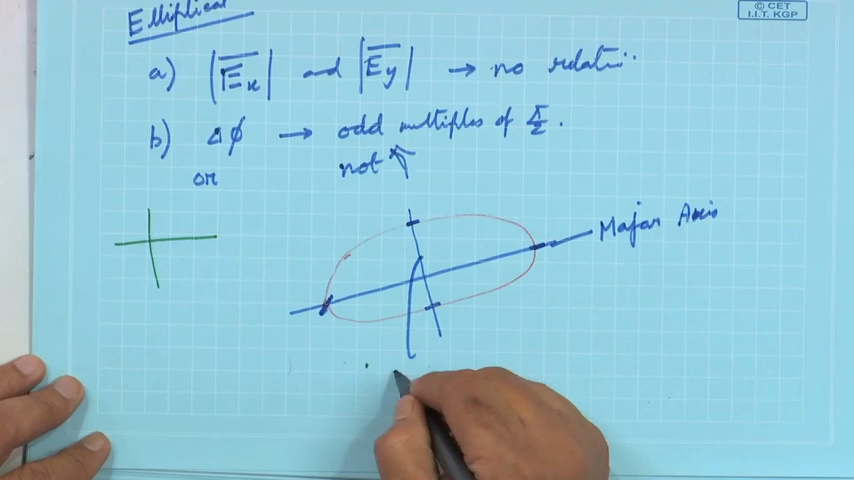 Elliptical
© CET
I.I.T. KGP
a) |Ex| and |Ey| → no relati..
b) Δφ → odd multiples of π/2.
or not
Major Axis